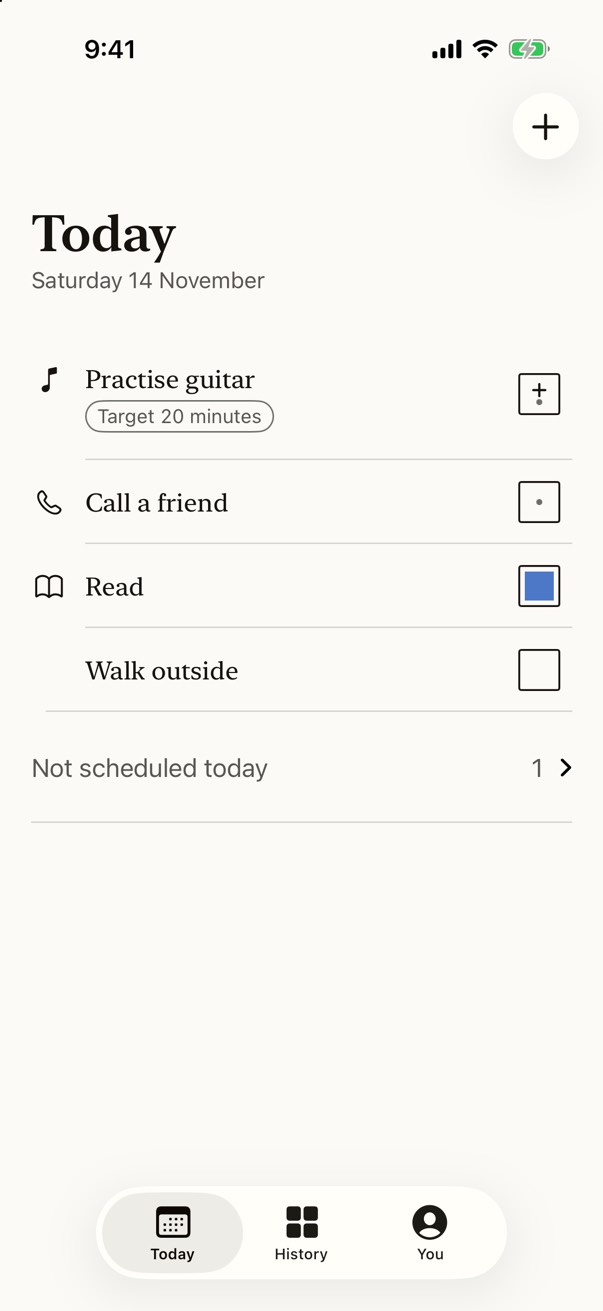 9:41
Today
Saturday 14 November
Practise guitar
Target 20 minutes
Call a friend
Read
Walk outside
Not scheduled today 1
Today
History
You